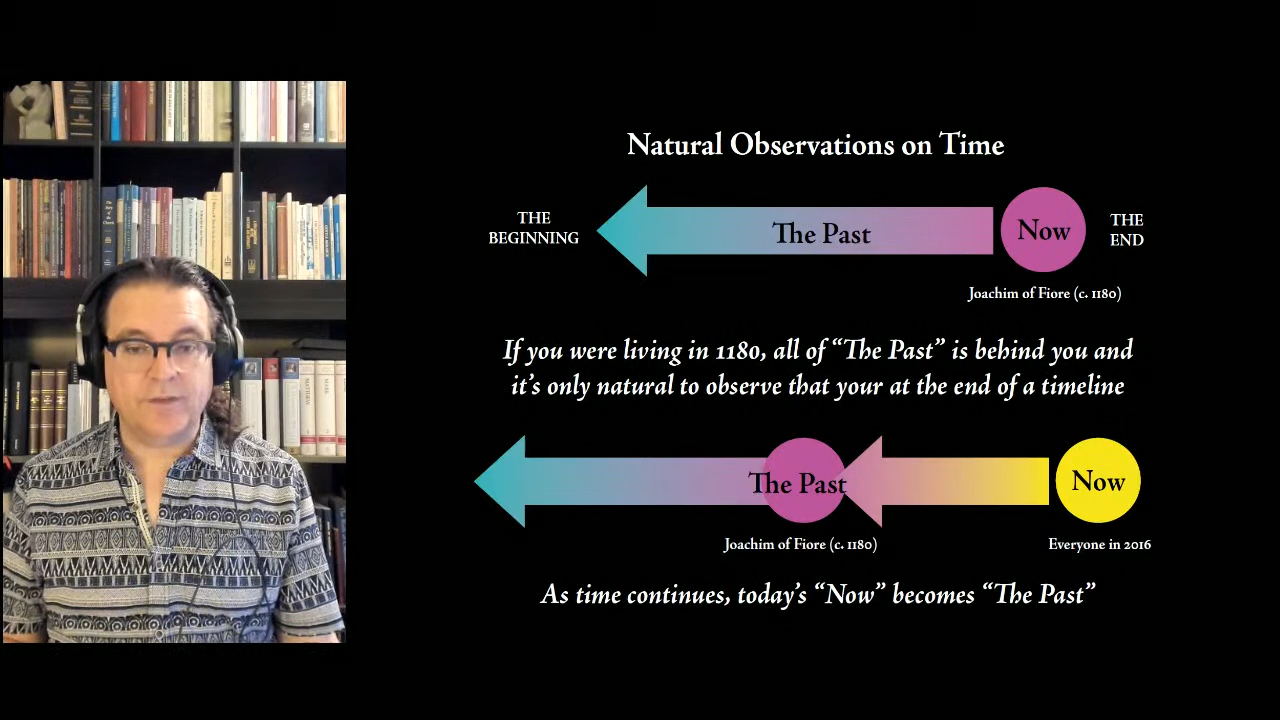 Natural Observations on Time
THE
BEGINNING
The Past
Now
THE
END
Joachim of Fiore (c. 1180)
If you were living in 1180, all of “The Past” is behind you and
it’s only natural to observe that your at the end of a timeline
The Past
Now
Joachim of Fiore (c. 1180)
Everyone in 2016
As time continues, today’s “Now” becomes “The Past”